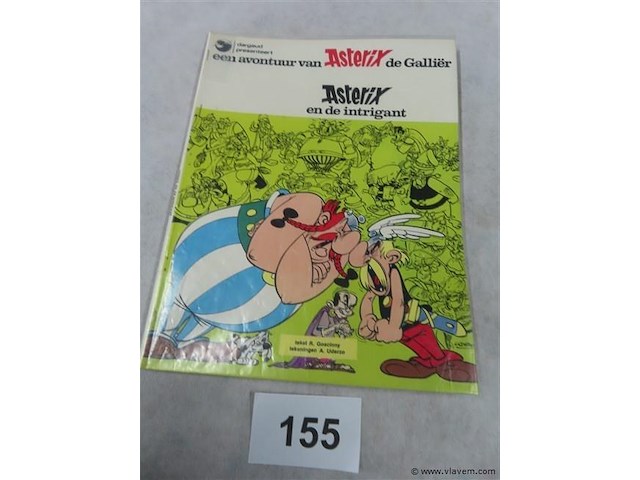 dargaud
presenteert
een avontuur van Asterix de Galliër
Asterix
en de intrigant
tekst R. Goscinny
tekeningen A. Uderzo
155
© www.vlavem.com